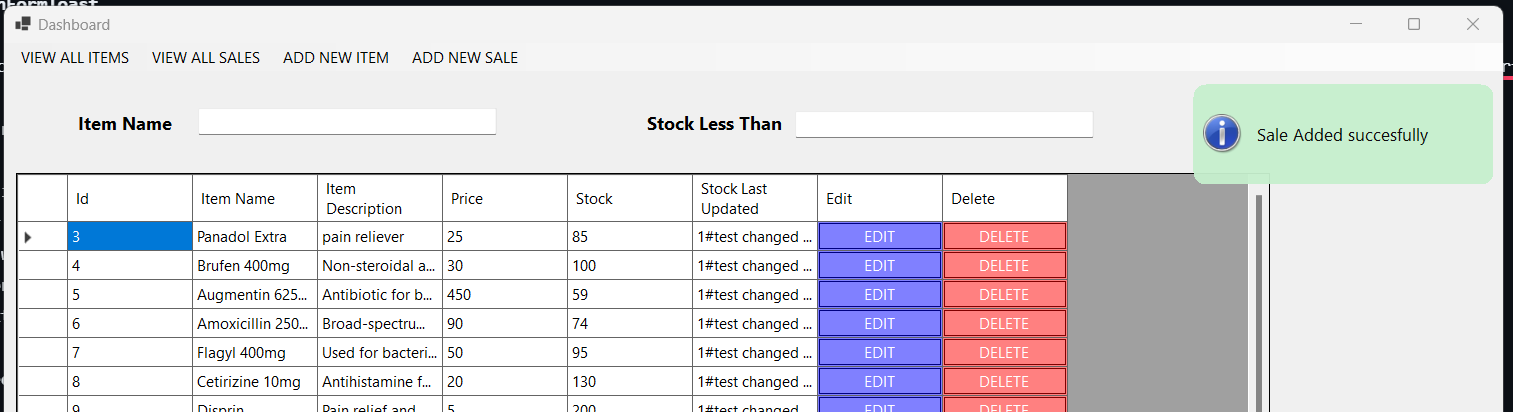 Dashboard
VIEW ALL ITEMS VIEW ALL SALES ADD NEW ITEM ADD NEW SALE
Item Name Stock Less Than
Sale Added succesfully
Id Item Name Item Description Price Stock Stock Last Updated Edit Delete
3 Panadol Extra pain reliever 25 85 1#test changed ... EDIT DELETE
4 Brufen 400mg Non-steroidal a... 30 100 1#test changed ... EDIT DELETE
5 Augmentin 625... Antibiotic for b... 450 59 1#test changed ... EDIT DELETE
6 Amoxicillin 250... Broad-spectru... 90 74 1#test changed ... EDIT DELETE
7 Flagyl 400mg Used for bacteri... 50 95 1#test changed ... EDIT DELETE
8 Cetirizine 10mg Antihistamine f... 20 130 1#test changed ... EDIT DELETE
9 Disprin Pain relief and 5 200 1#test changed ... EDIT DELETE